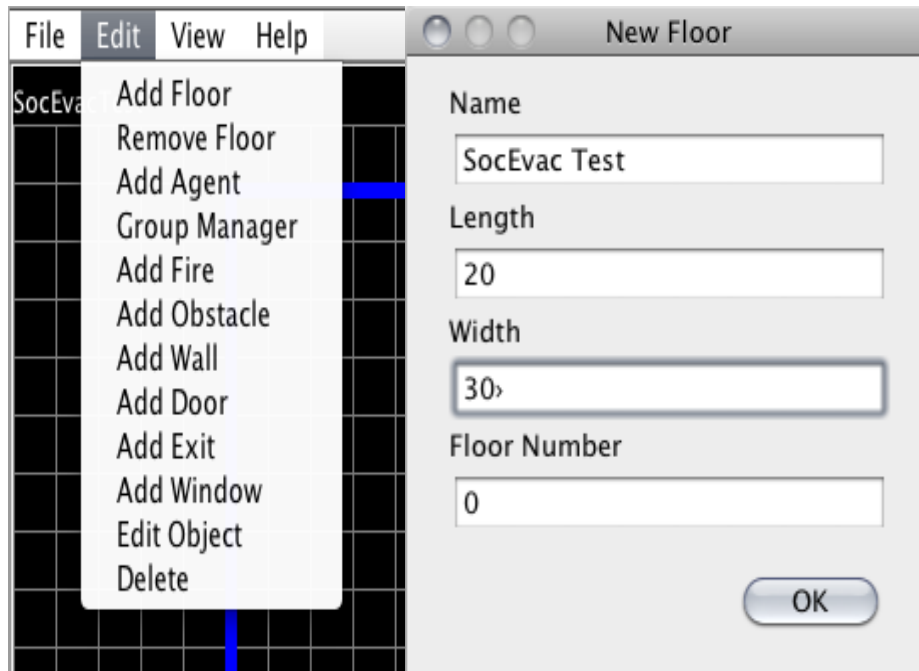 File Edit View Help
SocEva
Add Floor
Remove Floor
Add Agent
Group Manager
Add Fire
Add Obstacle
Add Wall
Add Door
Add Exit
Add Window
Edit Object
Delete
New Floor
Name
SocEvac Test
Length
20
Width
30›
Floor Number
0
OK